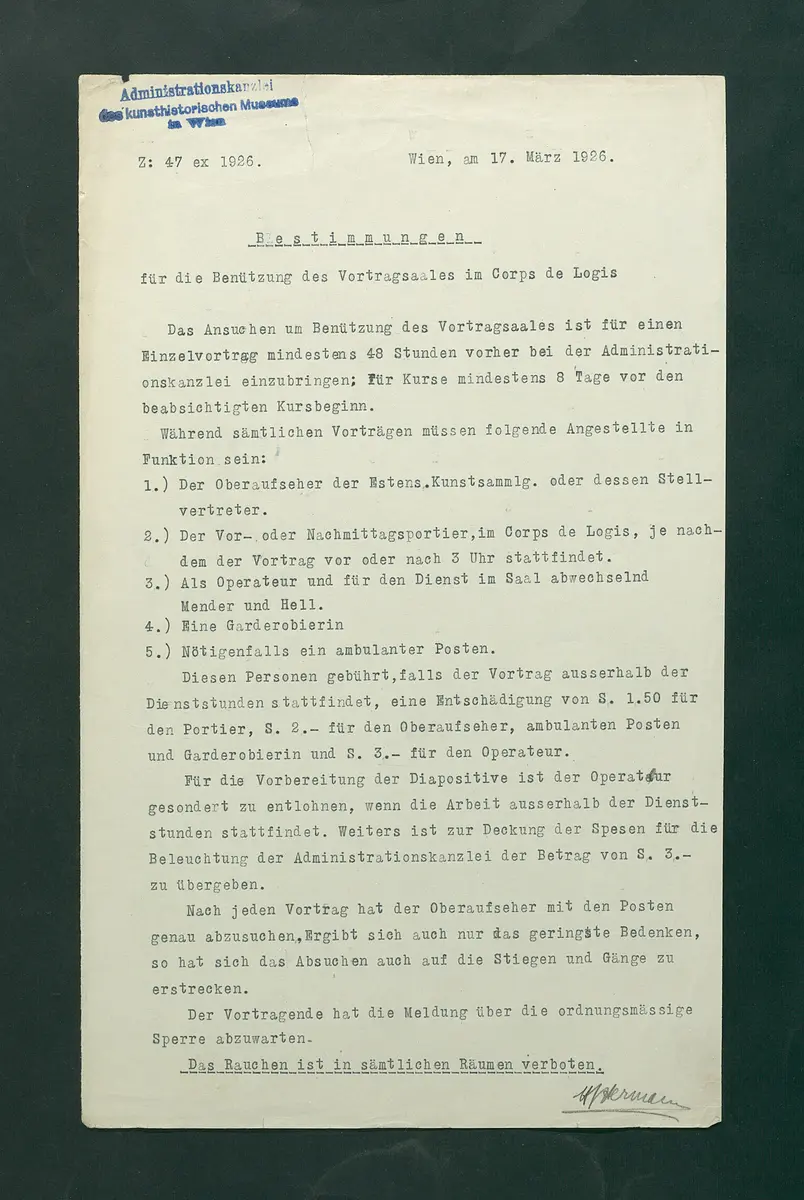 Administrationskanzlei
des kunsthistorischen Museums
in Wien
Z: 47 ex 1926.
Wien, am 17. März 1926.
Bestimmungen
für die Benützung des Vortragsaales im Corps de Logis
Das Ansuchen um Benützung des Vortragsaales ist für einen
Einzelvortrag mindestens 48 Stunden vorher bei der Administrati-
onskanzlei einzubringen; Für Kurse mindestens 8 Tage vor den
beabsichtigten Kursbeginn.
Während sämtlichen Vorträgen müssen folgende Angestellte in
Funktion sein:
1.) Der Oberaufseher der Estens.Kunstsammlg. oder dessen Stell-
vertreter.
2.) Der Vor- oder Nachmittagsportier,im Corps de Logis, je nach-
dem der Vortrag vor oder nach 3 Uhr stattfindet.
3.) Als Operateur und für den Dienst im Saal abwechselnd
Mender und Hell.
4.) Eine Garderobierin
5.) Nötigenfalls ein ambulanter Posten.
Diesen Personen gebührt,falls der Vortrag ausserhalb der
Dienststunden stattfindet, eine Entschädigung von S. 1.50 für
den Portier, S. 2.- für den Oberaufseher, ambulanten Posten
und Garderobierin und S. 3.- für den Operateur.
Für die Vorbereitung der Diapositive ist der Operateur
gesondert zu entlohnen, wenn die Arbeit ausserhalb der Dienst-
stunden stattfindet. Weiters ist zur Deckung der Spesen für die
Beleuchtung der Administrationskanzlei der Betrag von S. 3.-
zu übergeben.
Nach jeden Vortrag hat der Oberaufseher mit den Posten
genau abzusuchen.Ergibt sich auch nur das geringste Bedenken,
so hat sich das Absuchen auch auf die Stiegen und Gänge zu
erstrecken.
Der Vortragende hat die Meldung über die ordnungsmässige
Sperre abzuwarten.
Das Rauchen ist in sämtlichen Räumen verboten.